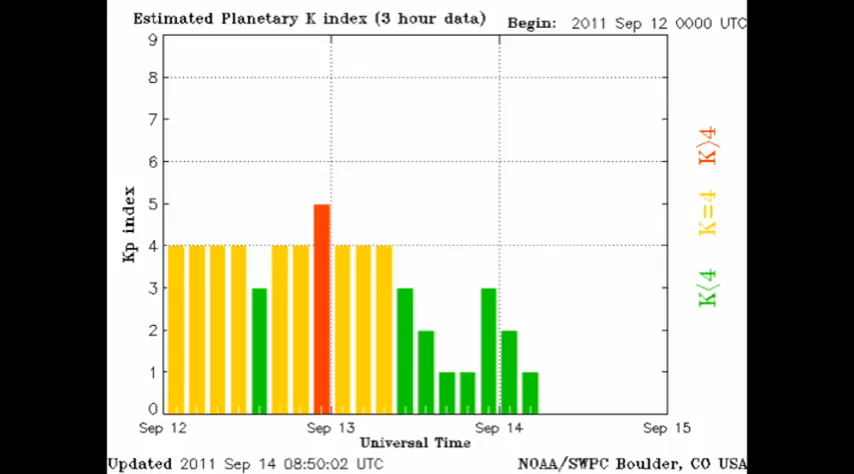 Estimated Planetary K index (3 hour data)
Begin: 2011 Sep 12 0000 UTC
9
8
7
6
5
4
3
2
1
0
Kp index
K>4
K=4
K<4
Sep 12
Sep 13
Sep 14
Sep 15
Universal Time
Updated 2011 Sep 14 08:50:02 UTC
NOAA/SWPC Boulder, CO USA